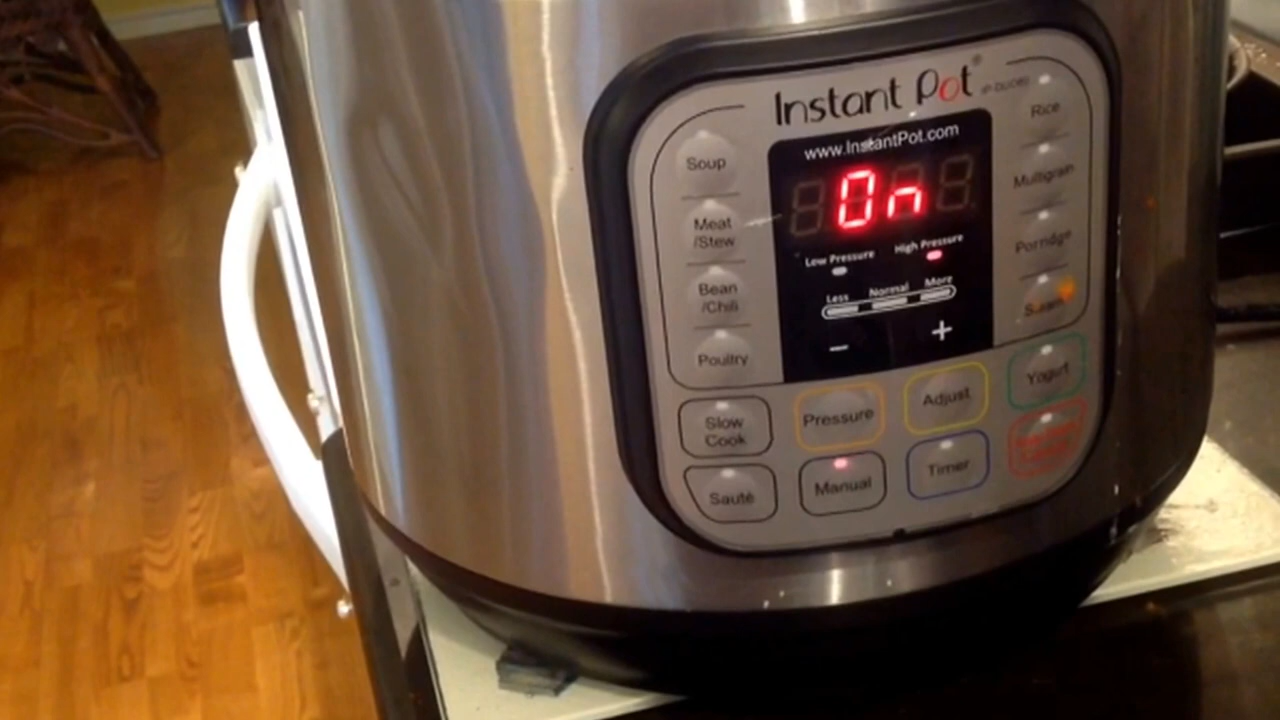 Instant Pot®
www.InstantPot.com
On
Low Pressure
High Pressure
Less
Normal
More
−
+
Soup
Meat
/Stew
Bean
/Chili
Poultry
Rice
Multigrain
Porridge
Steam
Slow
Cook
Pressure
Adjust
Yogurt
Sauté
Manual
Timer